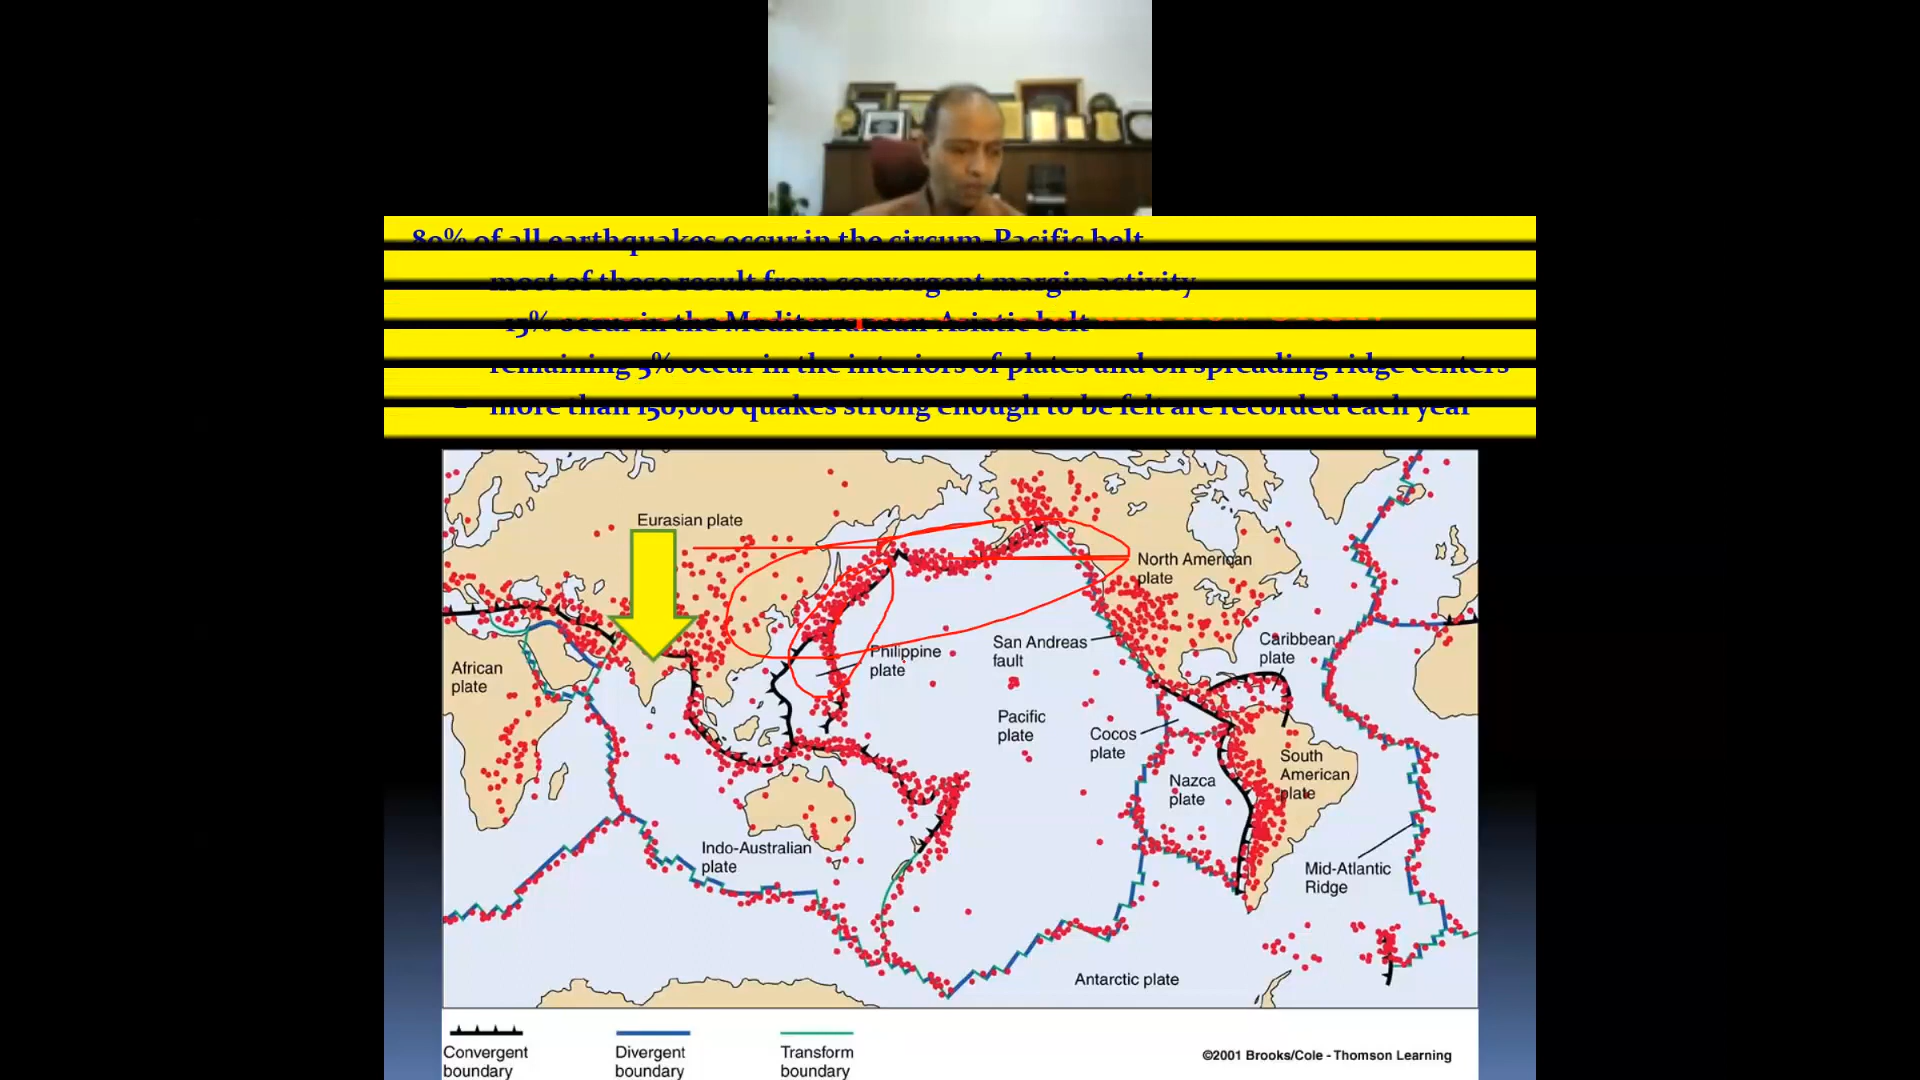 80% of all earthquakes occur in the circum-Pacific belt
most of these result from convergent margin activity
15% occur in the Mediterranean-Asiatic belt
remaining 5% occur in the interiors of plates and on spreading ridge centers
– more than 150,000 quakes strong enough to be felt are recorded each year
Eurasian plate
North American
plate
San Andreas
fault
Caribbean
plate
African
plate
Philippine
plate
Pacific
plate
Cocos
plate
Nazca
plate
South
American
plate
Indo-Australian
plate
Mid-Atlantic
Ridge
Antarctic plate
Convergent
boundary
Divergent
boundary
Transform
boundary
©2001 Brooks/Cole - Thomson Learning